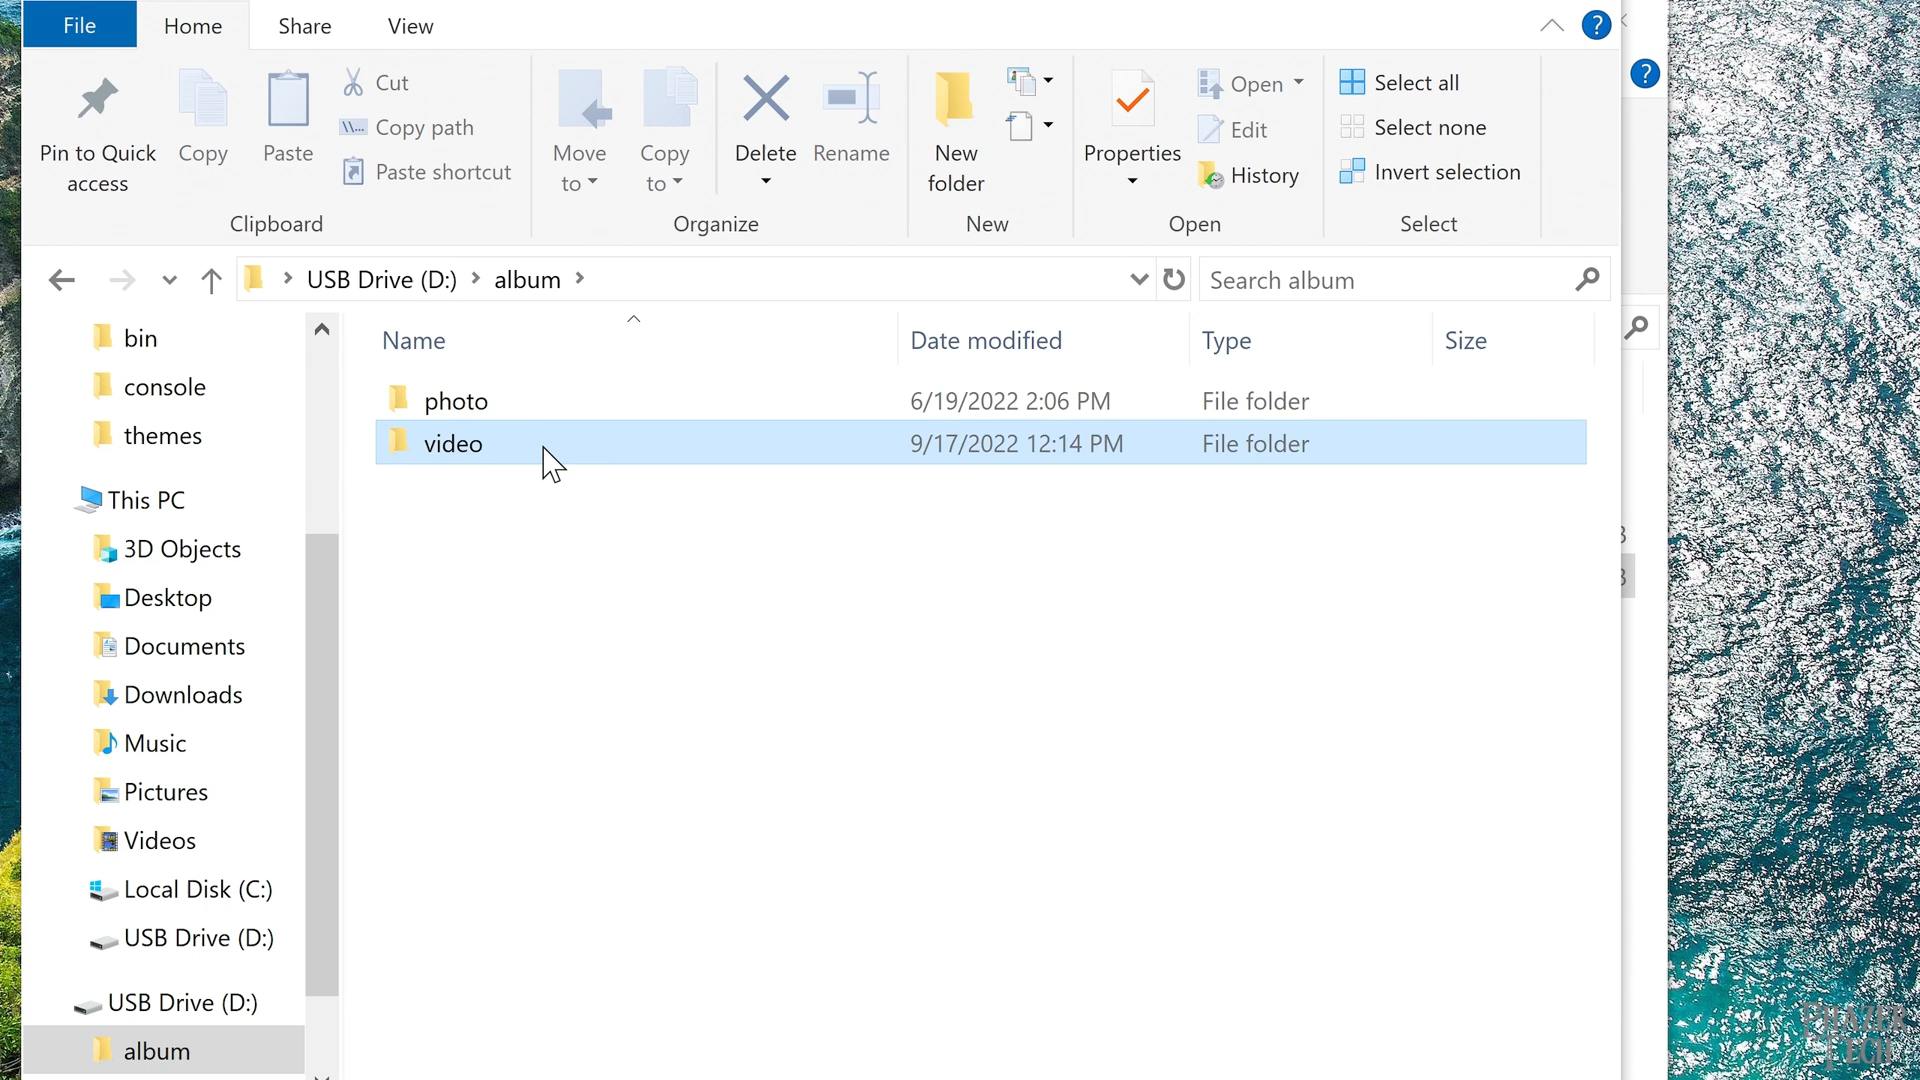 File Home Share View
Pin to Quick access
Copy
Paste
Cut
Copy path
Paste shortcut
Clipboard
Move to
Copy to
Delete
Rename
Organize
New folder
New
Properties
Open
Edit
History
Open
Select all
Select none
Invert selection
Select
USB Drive (D:) album
Search album
bin
console
themes
This PC
3D Objects
Desktop
Documents
Downloads
Music
Pictures
Videos
Local Disk (C:)
USB Drive (D:)
USB Drive (D:)
album
Name Date modified Type Size
photo 6/19/2022 2:06 PM File folder
video 9/17/2022 12:14 PM File folder
PHAZER
TECH